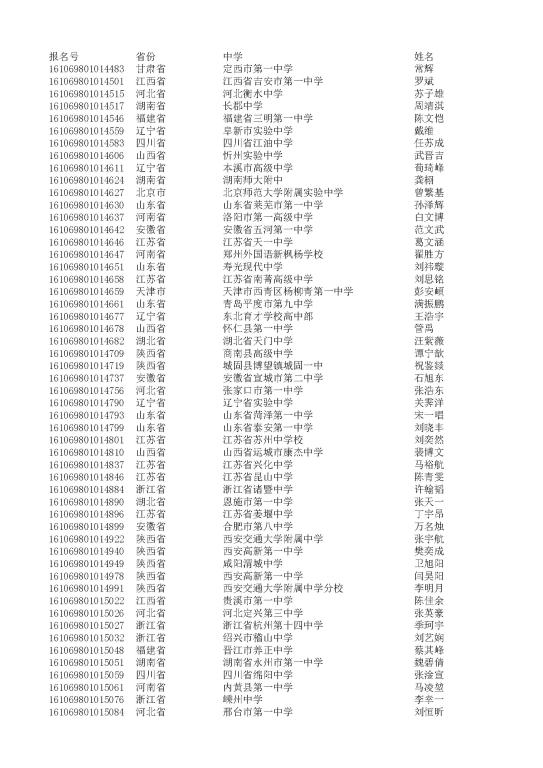 报名号 省份 中学 姓名
161069801014483 甘肃省 定西市第一中学 常辉
161069801014501 江西省 江西省吉安市第一中学 罗斌
161069801014515 河北省 河北衡水中学 苏子雄
161069801014517 湖南省 长郡中学 周靖淇
161069801014546 福建省 福建省三明第一中学 陈文恺
161069801014559 辽宁省 阜新市实验中学 戴维
161069801014583 四川省 四川省江油中学 任苏成
161069801014606 山西省 忻州实验中学 武晋吉
161069801014611 辽宁省 本溪市高级中学 荀琦峰
161069801014624 湖南省 湖南师大附中 龚栩
161069801014627 北京市 北京师范大学附属实验中学 曾繁基
161069801014630 山东省 山东省莱芜市第一中学 孙泽辉
161069801014637 河南省 洛阳市第一高级中学 白文博
161069801014642 安徽省 安徽省五河第一中学 范文武
161069801014646 江苏省 江苏省天一中学 葛文涵
161069801014647 河南省 郑州外国语新枫杨学校 翟胜方
161069801014651 山东省 寿光现代中学 刘祎璇
161069801014658 江苏省 江苏省南菁高级中学 刘思铭
161069801014659 天津市 天津市西青区杨柳青第一中学 彭安頔
161069801014661 山东省 青岛平度市第九中学 满振鹏
161069801014677 辽宁省 东北育才学校高中部 王浩宇
161069801014678 山西省 怀仁县第一中学 管禹
161069801014682 湖北省 湖北省天门中学 汪紫薇
161069801014709 陕西省 商南县高级中学 谭宁歆
161069801014719 陕西省 城固县博望镇城固一中 祝鋆燚
161069801014737 安徽省 安徽省宣城市第二中学 石旭东
161069801014756 河北省 张家口市第一中学 张浩东
161069801014790 辽宁省 辽宁省实验中学 关霁洋
161069801014793 山东省 山东省菏泽第一中学 宋一唱
161069801014799 山东省 山东省泰安第一中学 刘晓丰
161069801014801 江苏省 江苏省苏州中学校 刘奕然
161069801014810 山西省 山西省运城市康杰中学 裴博文
161069801014837 江苏省 江苏省兴化中学 马裕航
161069801014846 江苏省 江苏省昆山中学 陈青雯
161069801014884 浙江省 浙江省诸暨中学 许翰韬
161069801014890 湖北省 恩施市第一中学 张天一
161069801014896 江苏省 江苏省姜堰中学 丁宇昂
161069801014899 安徽省 合肥市第八中学 万名烛
161069801014922 陕西省 西安交通大学附属中学 张宇航
161069801014940 陕西省 西安高新第一中学 樊奕成
161069801014949 陕西省 咸阳渭城中学 卫旭阳
161069801014978 陕西省 西安高新第一中学 闫昊阳
161069801014991 陕西省 西安交通大学附属中学分校 李明月
161069801015022 江西省 贵溪市第一中学 陈佳余
161069801015026 河北省 河北定兴第三中学 张英豪
161069801015027 浙江省 浙江省杭州第十四中学 季珂宇
161069801015032 浙江省 绍兴市稽山中学 刘艺娴
161069801015048 福建省 晋江市养正中学 蔡其峰
161069801015051 湖南省 湖南省永州市第一中学 魏碧倩
161069801015059 四川省 四川省绵阳中学 张淦宣
161069801015061 河南省 内黄县第一中学 马凌堃
161069801015076 浙江省 嵊州中学 李幸一
161069801015084 河北省 邢台市第一中学 刘恒昕